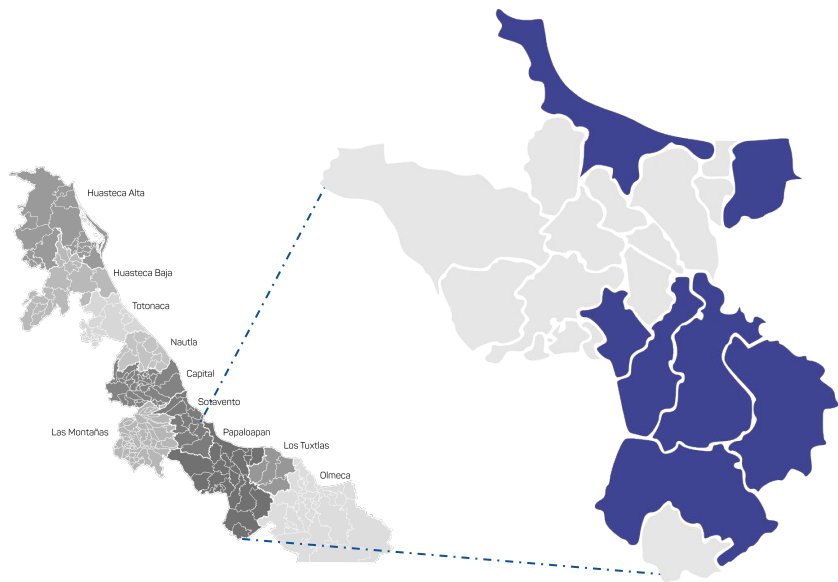 Huasteca Alta
Huasteca Baja
Totonaca
Nautla
Capital
Sotavento
Las Montañas
Papaloapan
Los Tuxtlas
Olmeca